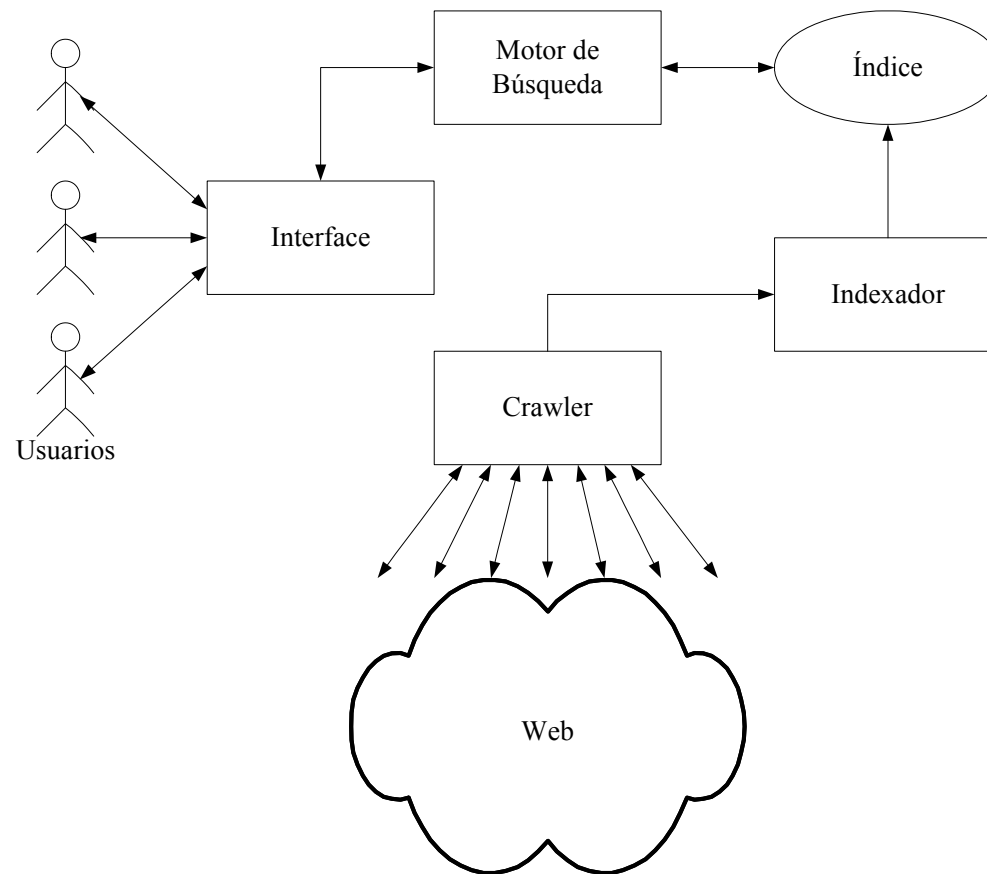 Motor de
Búsqueda
Índice
Interface
Indexador
Crawler
Usuarios
Web